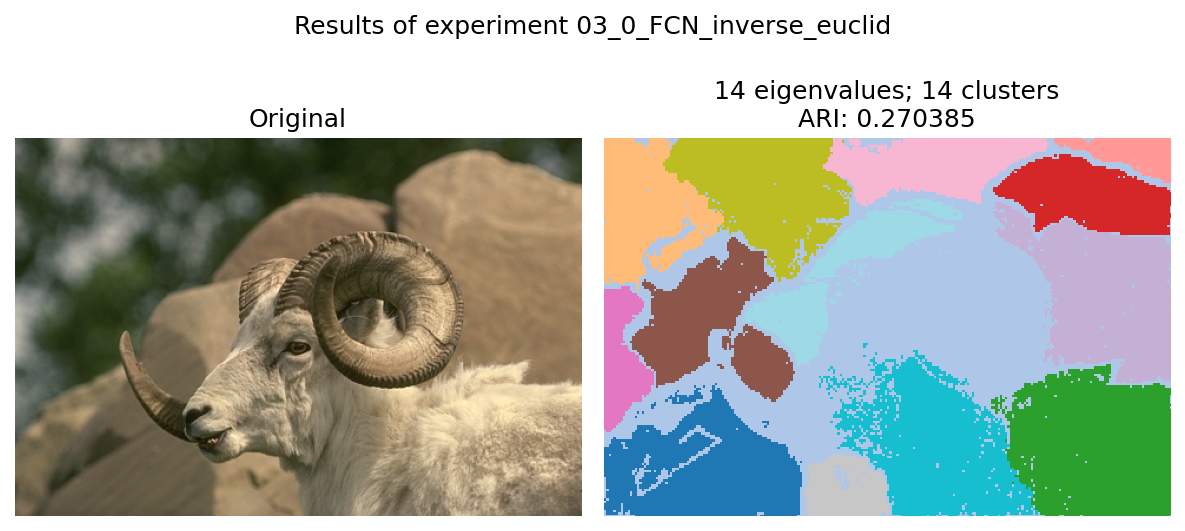 Results of experiment 03_0_FCN_inverse_euclid
Original
14 eigenvalues; 14 clusters
ARI: 0.270385